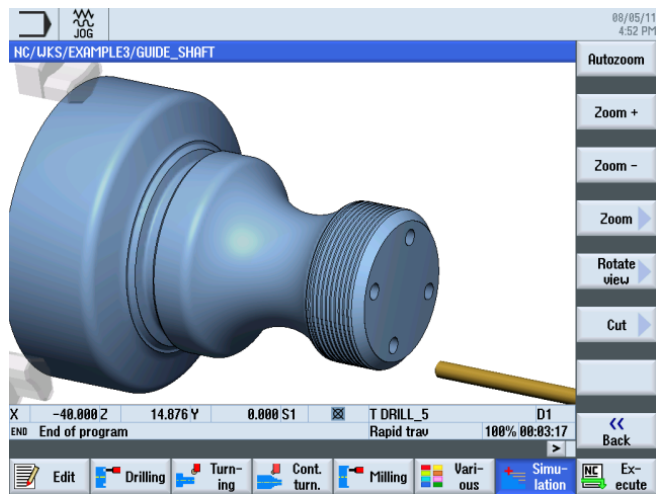 JOG
08/05/11
4:52 PM
NC/WKS/EXAMPLE3/GUIDE_SHAFT
Autozoom
Zoom +
Zoom -
Zoom
Rotate
view
Cut
X -40.000 Z 14.876 Y 0.000 S1 T DRILL_5 D1
END End of program Rapid trav 100% 00:03:17
<<
Back
>
Edit
Drilling
Turn-
ing
Cont.
turn.
Milling
Vari-
ous
Simu-
lation
NC
Ex-
ecute